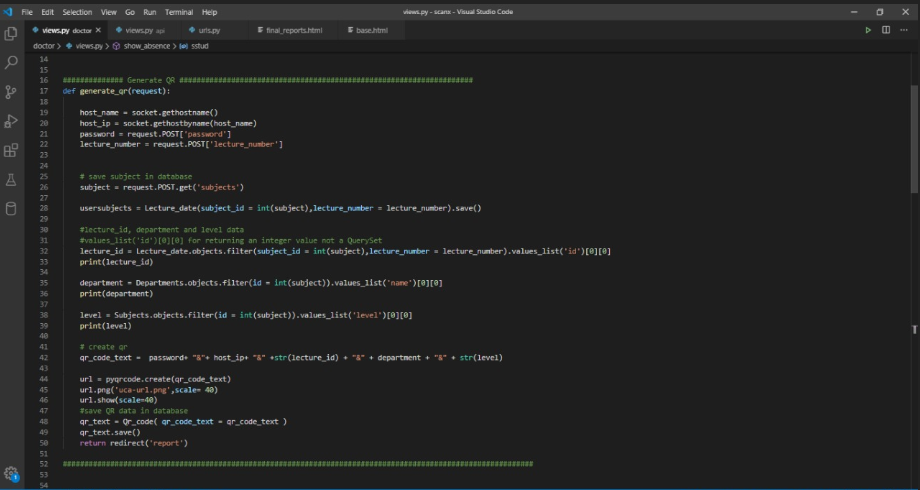 File Edit Selection View Go Run Terminal Help views.py - scanx - Visual Studio Code
views.py doctor × views.py api urls.py final_reports.html base.html
doctor > views.py > show_absence > ssfud
14
15
16 ############## Generate QR ####################################################################
17 def generate_qr(request):
18
19 host_name = socket.gethostname()
20 host_ip = socket.gethostbyname(host_name)
21 password = request.POST['password']
22 lecture_number = request.POST['lecture_number']
23
24
25 # save subject in database
26 subject = request.POST.get('subjects')
27
28 usersubjects = Lecture_date(subject_id = int(subject),lecture_number = lecture_number).save()
29
30 #lecture_id, department and level data
31 #values_list('id')[0][0] for returning an integer value not a QuerySet
32 lecture_id = Lecture_date.objects.filter(subject_id = int(subject),lecture_number = lecture_number).values_list('id')[0][0]
33 print(lecture_id)
34
35 department = Departments.objects.filter(id = int(subject)).values_list('name')[0][0]
36 print(department)
37
38 level = Subjects.objects.filter(id = int(subject)).values_list('level')[0][0]
39 print(level)
40
41 # create qr
42 qr_code_text = password+ "&"+ host_ip+ "&" +str(lecture_id) + "&" + department + "&" + str(level)
43
44 url = pyqrcode.create(qr_code_text)
45 url.png('uca-url.png',scale= 40)
46 url.show(scale=40)
47 #save QR data in database
48 qr_text = Qr_code( qr_code_text = qr_code_text )
49 qr_text.save()
50 return redirect('report')
51
52 #############################################################################################################
53
54